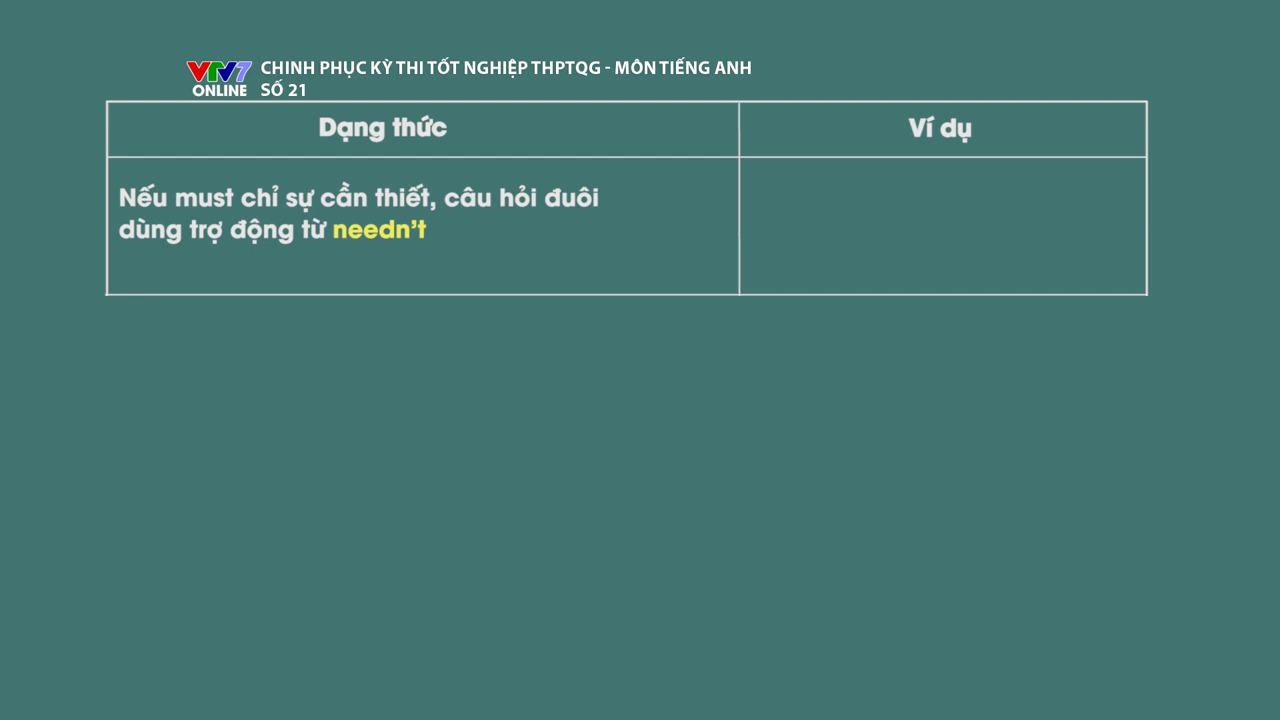 VTV7 CHINH PHỤC KỲ THI TỐT NGHIỆP THPTQG - MÔN TIẾNG ANH
ONLINE SỐ 21
Dạng thức
Ví dụ
Nếu must chỉ sự cần thiết, câu hỏi đuôi
dùng trợ động từ needn't